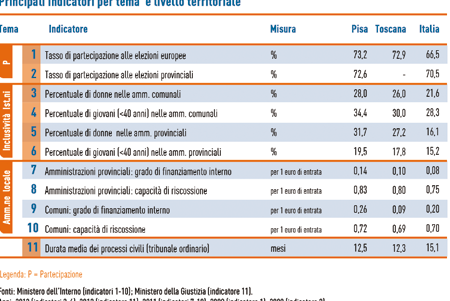 Principali indicatori per tema e livello territoriale
Tema Indicatore Misura Pisa Toscana Italia
P
1 Tasso di partecipazione alle elezioni europee % 73,2 72,9 66,5
2 Tasso di partecipazione alle elezioni provinciali % 72,6 - 70,5
Inclusività Ist.ni
3 Percentuale di donne nelle amm. comunali % 28,0 26,0 21,6
4 Percentuale di giovani (<40 anni) nelle amm. comunali % 34,4 30,0 28,3
5 Percentuale di donne nelle amm. provinciali % 31,7 27,2 16,1
6 Percentuale di giovani (<40 anni) nelle amm. provinciali % 19,5 17,8 15,2
Amm.ne locale
7 Amministrazioni provinciali: grado di finanziamento interno per 1 euro di entrata 0,14 0,10 0,08
8 Amministrazioni provinciali: capacità di riscossione per 1 euro di entrata 0,83 0,80 0,75
9 Comuni: grado di finanziamento interno per 1 euro di entrata 0,26 0,09 0,20
10 Comuni: capacità di riscossione per 1 euro di entrata 0,72 0,69 0,70
11 Durata media dei processi civili (tribunale ordinario) mesi 12,5 12,3 15,1
Legenda: P = Partecipazione
Fonti: Ministero dell'Interno (indicatori 1-10); Ministero della Giustizia (indicatore 11).